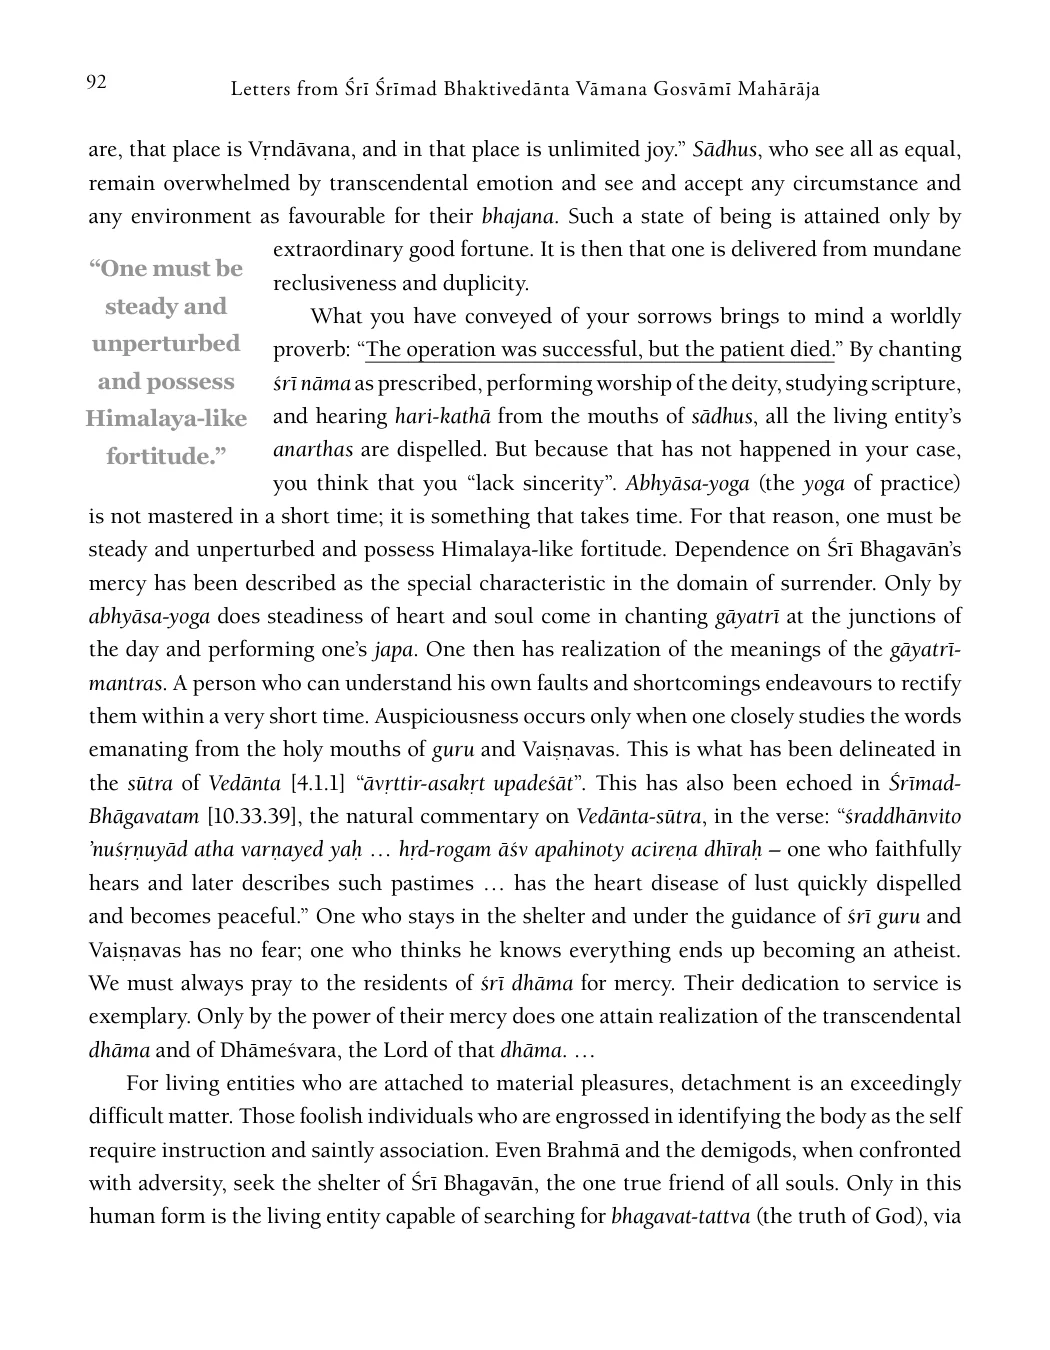 92
Letters from Śrī Śrīmad Bhaktivedānta Vāmana Gosvāmī Mahārāja
are, that place is Vṛndāvana, and in that place is unlimited joy.” Sādhus, who see all as equal,
remain overwhelmed by transcendental emotion and see and accept any circumstance and
any environment as favourable for their bhajana. Such a state of being is attained only by
extraordinary good fortune. It is then that one is delivered from mundane
reclusiveness and duplicity.
“One must be
steady and
unperturbed
and possess
Himalaya-like
fortitude.”
What you have conveyed of your sorrows brings to mind a worldly
proverb: “The operation was successful, but the patient died.” By chanting
śrī nāma as prescribed, performing worship of the deity, studying scripture,
and hearing hari-kathā from the mouths of sādhus, all the living entity’s
anarthas are dispelled. But because that has not happened in your case,
you think that you “lack sincerity”. Abhyāsa-yoga (the yoga of practice)
is not mastered in a short time; it is something that takes time. For that reason, one must be
steady and unperturbed and possess Himalaya-like fortitude. Dependence on Śrī Bhagavān’s
mercy has been described as the special characteristic in the domain of surrender. Only by
abhyāsa-yoga does steadiness of heart and soul come in chanting gāyatrī at the junctions of
the day and performing one’s japa. One then has realization of the meanings of the gāyatrī-
mantras. A person who can understand his own faults and shortcomings endeavours to rectify
them within a very short time. Auspiciousness occurs only when one closely studies the words
emanating from the holy mouths of guru and Vaiṣṇavas. This is what has been delineated in
the sūtra of Vedānta [4.1.1] “āvṛttir-asakṛt upadeśāt”. This has also been echoed in Śrīmad-
Bhāgavatam [10.33.39], the natural commentary on Vedānta-sūtra, in the verse: “śraddhānvito
’nuśṛṇuyād atha varṇayed yaḥ … hṛd-rogam āśv apahinoty acireṇa dhīraḥ – one who faithfully
hears and later describes such pastimes … has the heart disease of lust quickly dispelled
and becomes peaceful.” One who stays in the shelter and under the guidance of śrī guru and
Vaiṣṇavas has no fear; one who thinks he knows everything ends up becoming an atheist.
We must always pray to the residents of śrī dhāma for mercy. Their dedication to service is
exemplary. Only by the power of their mercy does one attain realization of the transcendental
dhāma and of Dhāmeśvara, the Lord of that dhāma. …
For living entities who are attached to material pleasures, detachment is an exceedingly
difficult matter. Those foolish individuals who are engrossed in identifying the body as the self
require instruction and saintly association. Even Brahmā and the demigods, when confronted
with adversity, seek the shelter of Śrī Bhagavān, the one true friend of all souls. Only in this
human form is the living entity capable of searching for bhagavat-tattva (the truth of God), via